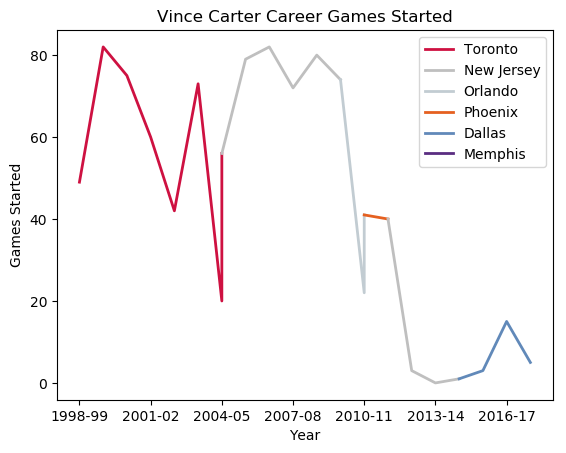 Vince Carter Career Games Started
Toronto
New Jersey
Orlando
Phoenix
Dallas
Memphis
80
60
40
20
0
Games Started
1998-99 2001-02 2004-05 2007-08 2010-11 2013-14 2016-17
Year